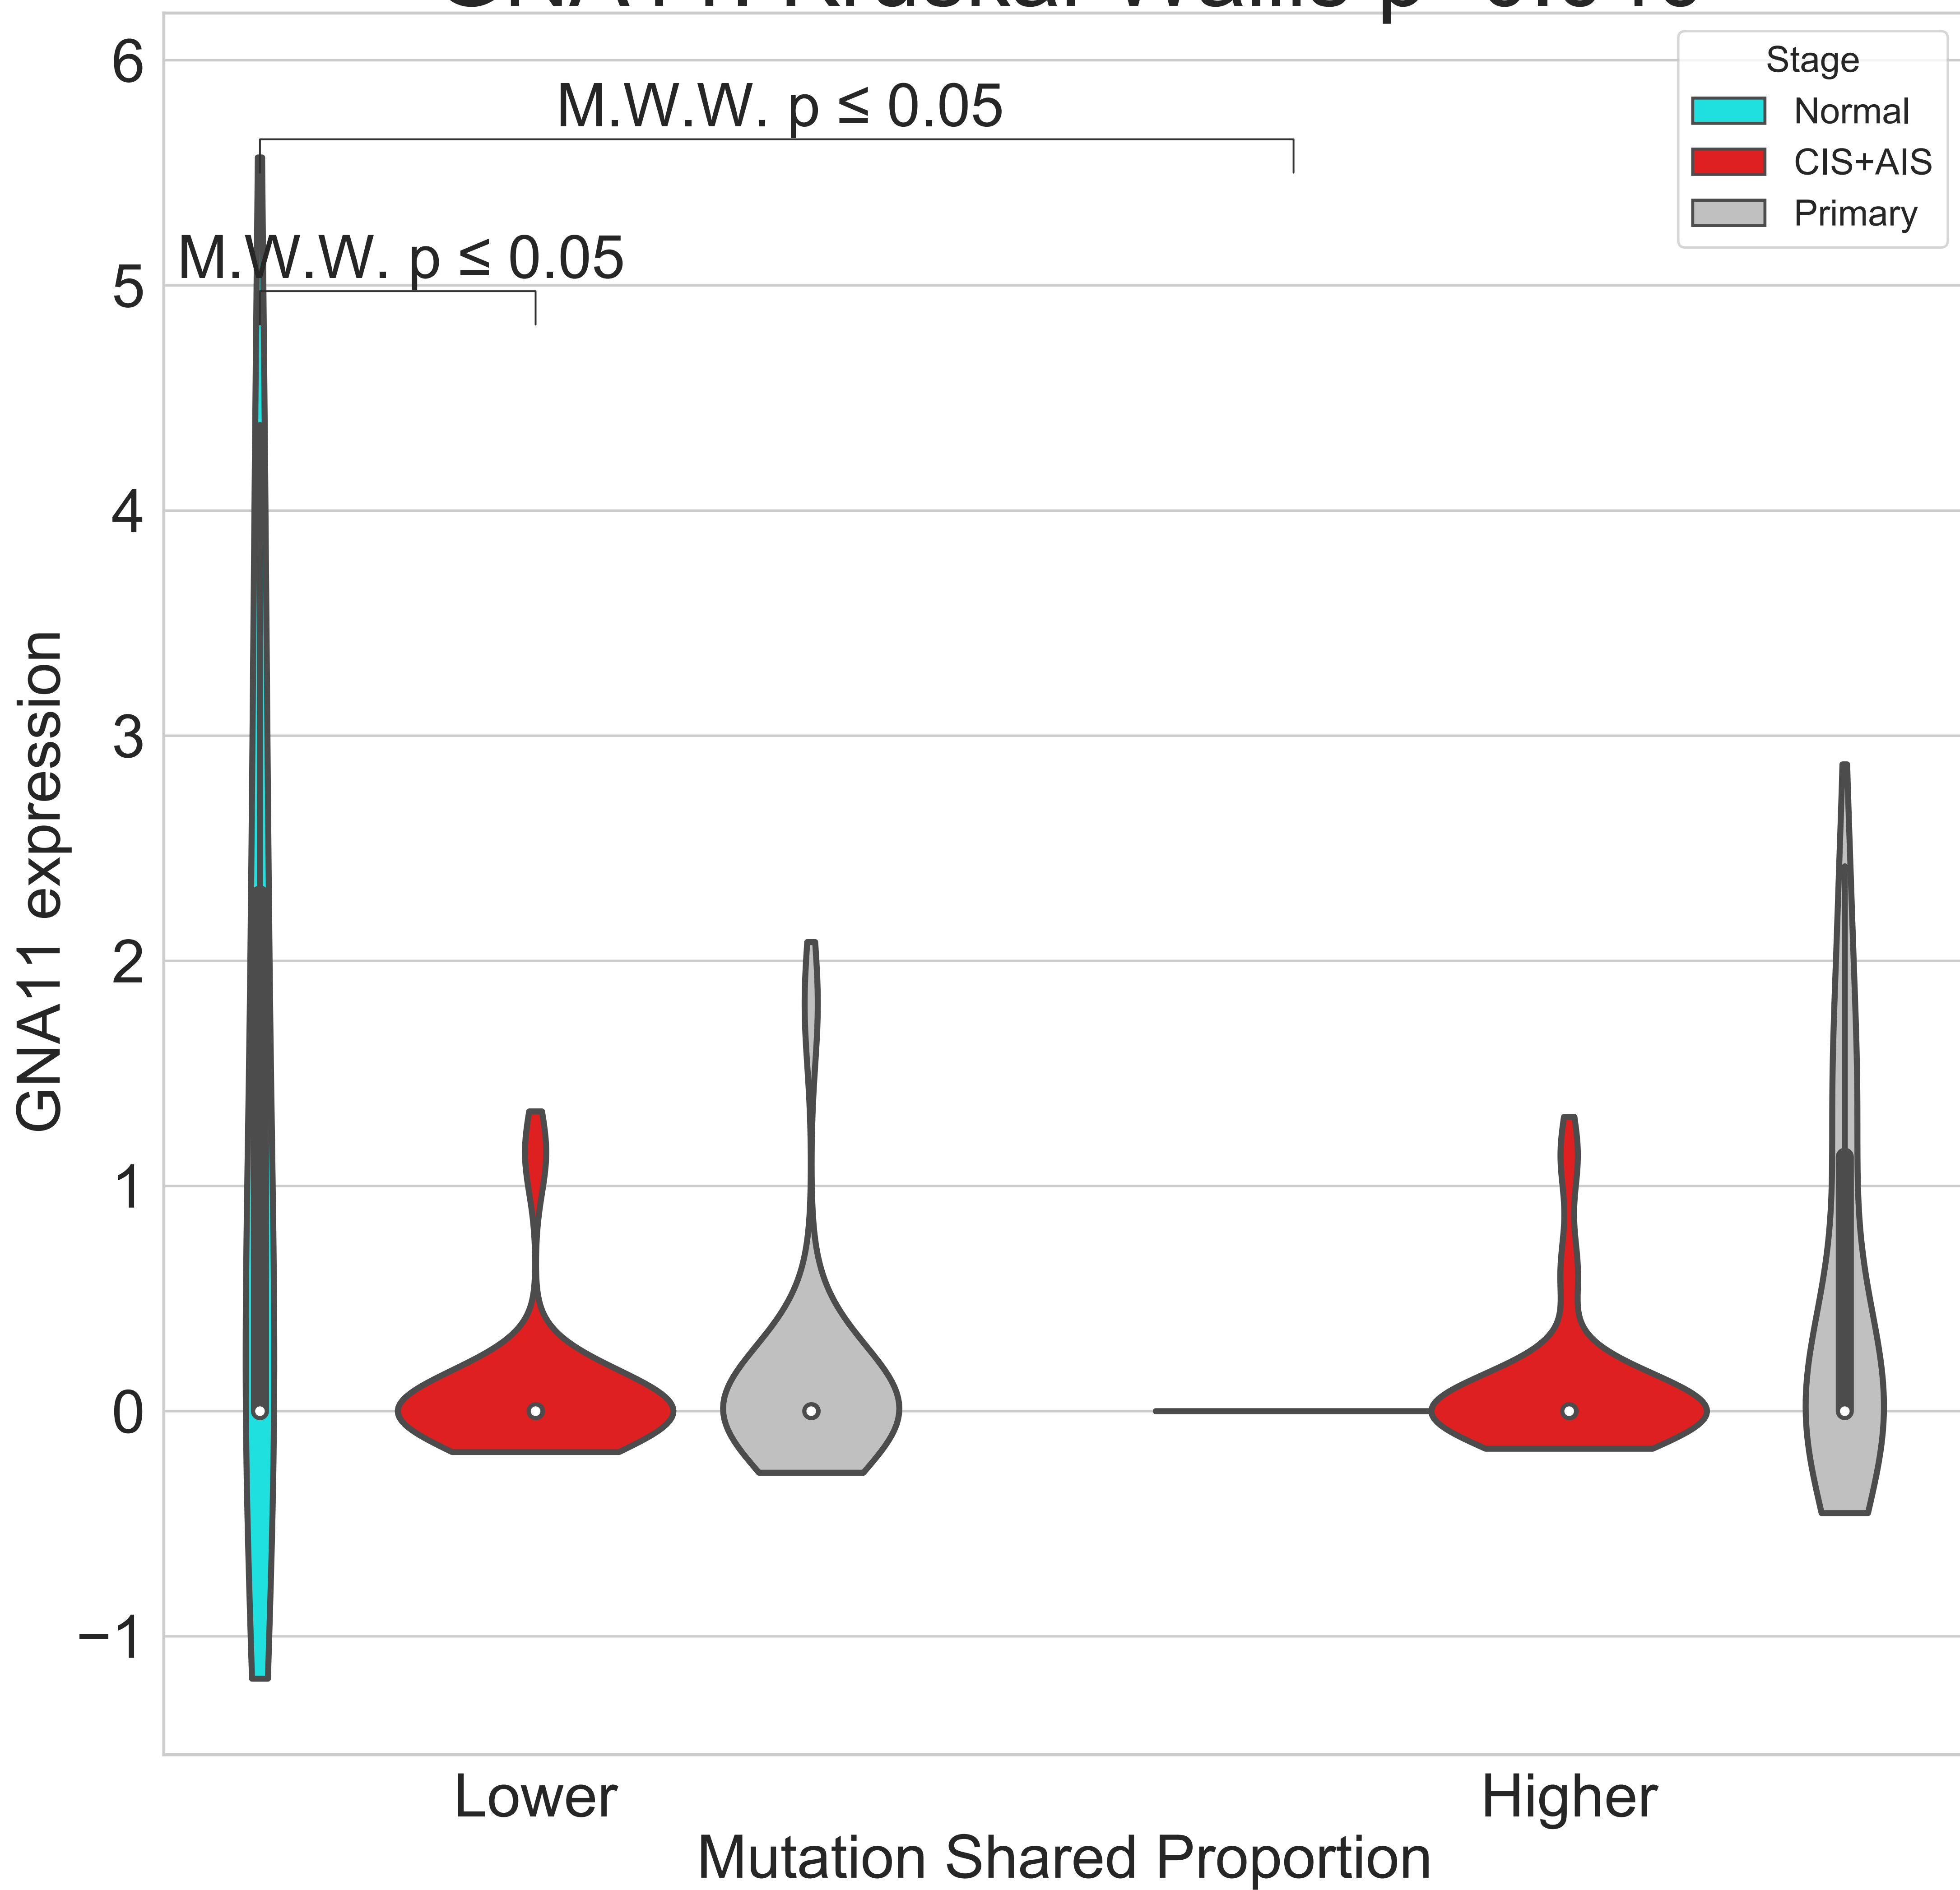 6
5
4
3
2
1
0
−1
GNA11 expression
M.W.W. p ≤ 0.05
M.W.W. p ≤ 0.05
Stage
Normal
CIS+AIS
Primary
Lower
Higher
Mutation Shared Proportion